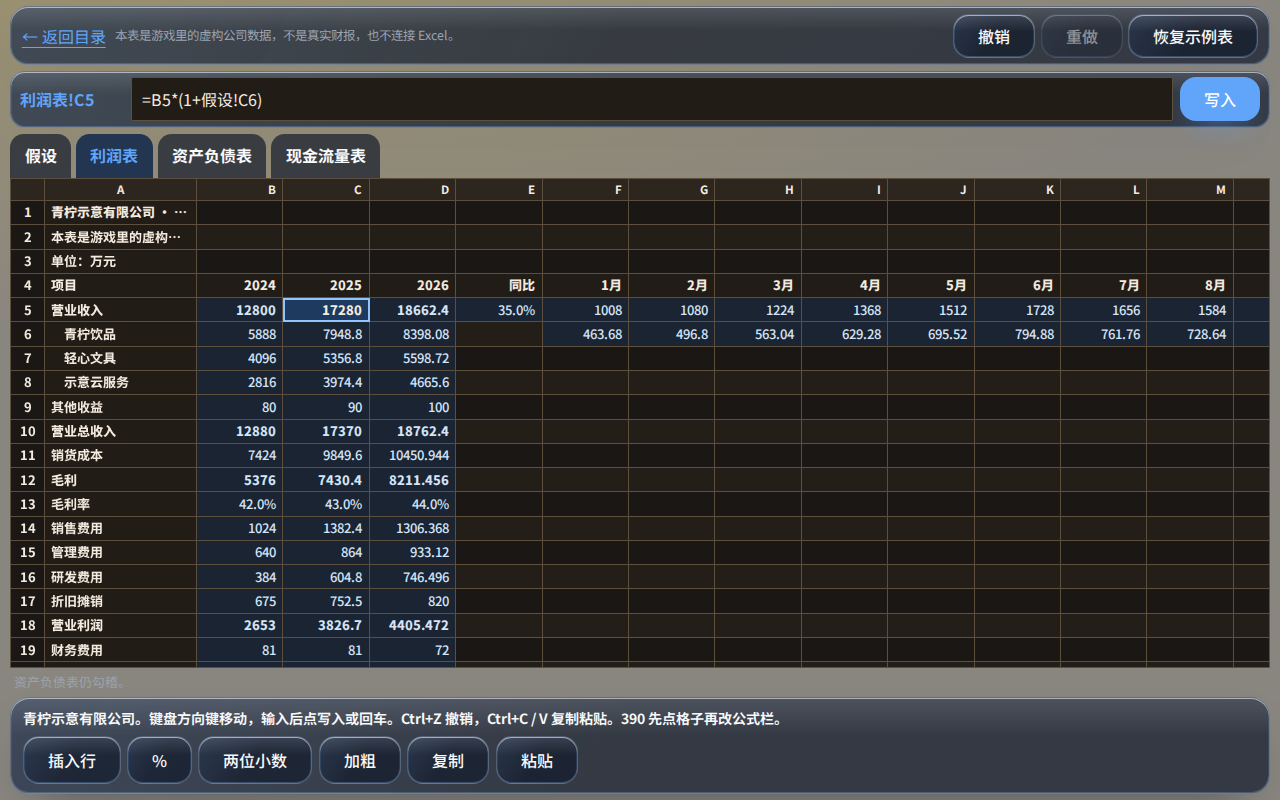 ← 返回目录 本表是游戏里的虚构公司数据，不是真实财报，也不连接 Excel。 撤销 重做 恢复示例表
利润表!C5 =B5*(1+假设!C6) 写入
假设 利润表 资产负债表 现金流量表
A B C D E F G H I J K L M
1 青柠示意有限公司 · …
2 本表是游戏里的虚构…
3 单位：万元
4 项目 2024 2025 2026 同比 1月 2月 3月 4月 5月 6月 7月 8月
5 营业收入 12800 17280 18662.4 35.0% 1008 1080 1224 1368 1512 1728 1656 1584
6 青柠饮品 5888 7948.8 8398.08 463.68 496.8 563.04 629.28 695.52 794.88 761.76 728.64
7 轻心文具 4096 5356.8 5598.72
8 示意云服务 2816 3974.4 4665.6
9 其他收益 80 90 100
10 营业总收入 12880 17370 18762.4
11 销货成本 7424 9849.6 10450.944
12 毛利 5376 7430.4 8211.456
13 毛利率 42.0% 43.0% 44.0%
14 销售费用 1024 1382.4 1306.368
15 管理费用 640 864 933.12
16 研发费用 384 604.8 746.496
17 折旧摊销 675 752.5 820
18 营业利润 2653 3826.7 4405.472
19 财务费用 81 81 72
资产负债表仍勾稽。
青柠示意有限公司。键盘方向键移动，输入后点写入或回车。Ctrl+Z 撤销，Ctrl+C / V 复制粘贴。390 先点格子再改公式栏。
插入行 % 两位小数 加粗 复制 粘贴